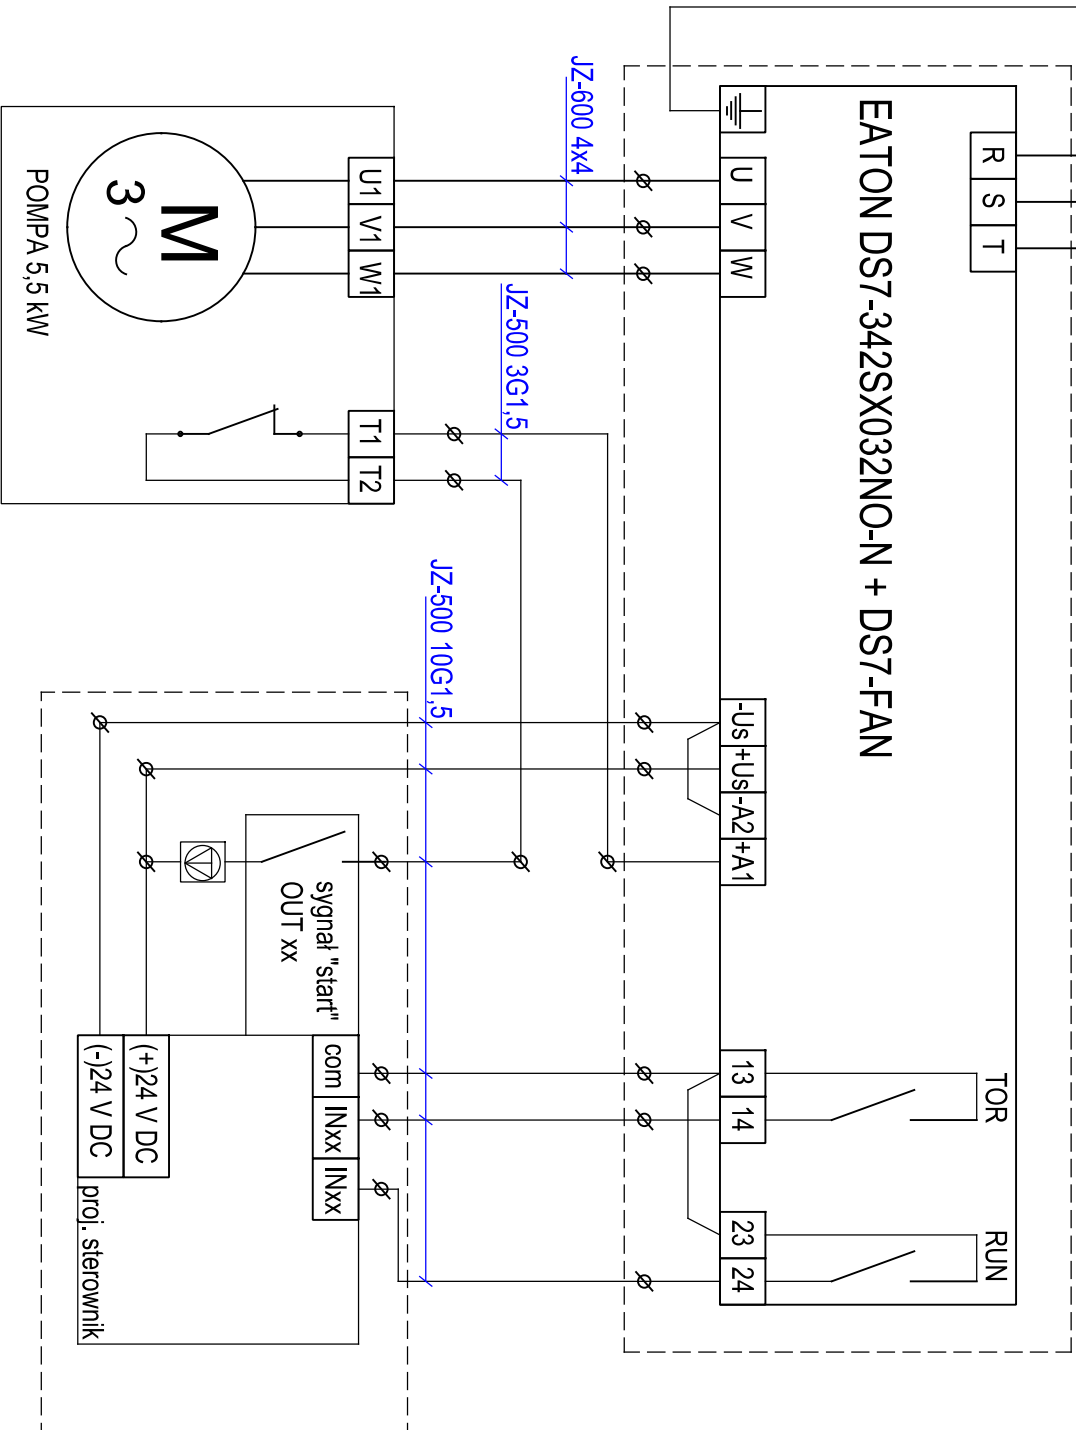 EATON DS7-342SX032NO-N + DS7-FAN
R
S
T
U
V
W
-Us
+Us
-A2
+A1
13
14
23
24
TOR
RUN
JZ-600 4x4
JZ-500 3G1,5
JZ-500 10G1,5
U1
V1
W1
T1
T2
M
3
POMPA 5,5 kW
sygnał "start"
OUT xx
com
INxx
INxx
(+)24 V DC
(-)24 V DC
proj. sterownik